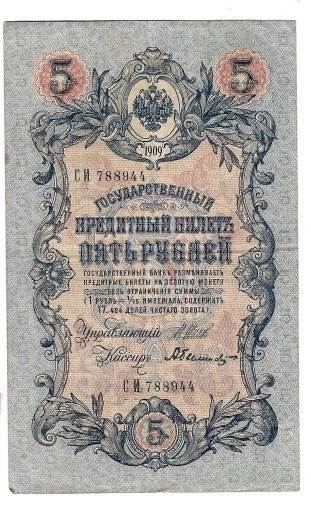 5 5
1909
СИ 788944
ГОСУДАРСТВЕННЫЙ
КРЕДИТНЫЙ БИЛЕТЪ
ПЯТЬ РУБЛЕЙ
ГОСУДАРСТВЕННЫЙ БАНКЪ РАЗМѢНИВАЕТЪ
КРЕДИТНЫЕ БИЛЕТЫ НА ЗОЛОТУЮ МОНЕТУ
БЕЗЪ ОГРАНИЧЕНІЯ СУММЫ
(1 РУБЛЬ = 1/15 ИМПЕРІАЛА, СОДЕРЖИТЪ
17,424 ДОЛЕЙ ЧИСТАГО ЗОЛОТА).
Управляющій
Кассиръ
СИ 788944
5